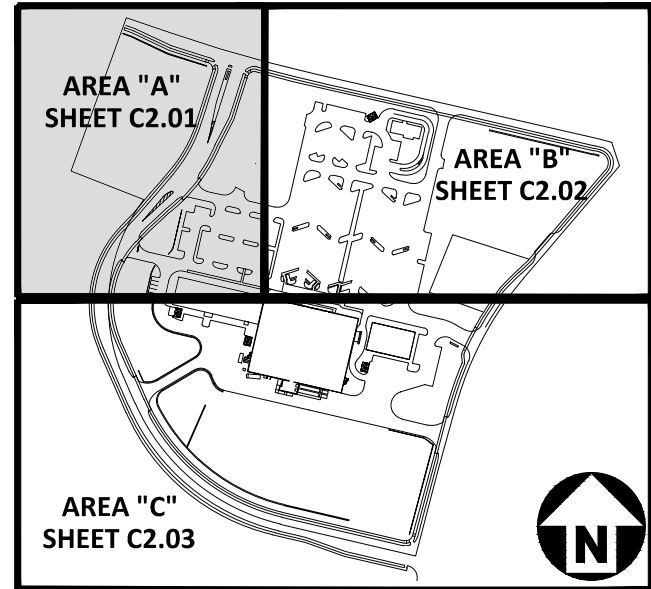 AREA "A"
SHEET C2.01
AREA "B"
SHEET C2.02
AREA "C"
SHEET C2.03
N